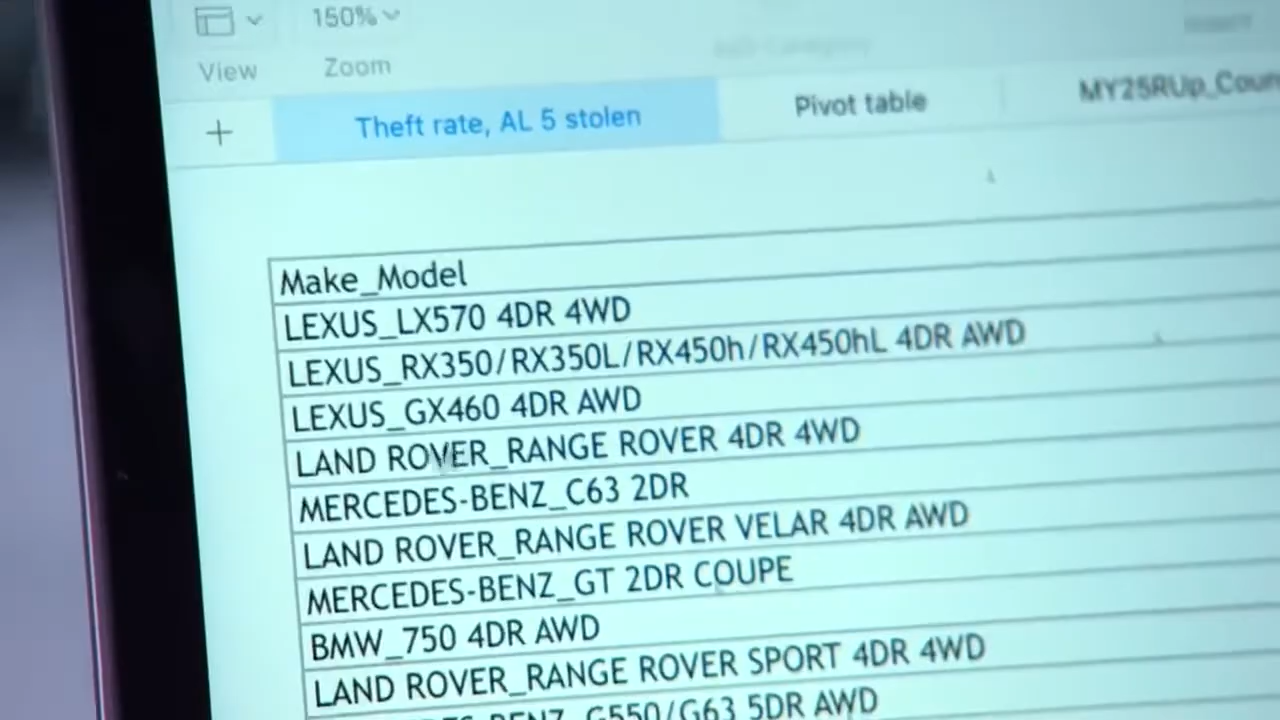 150%
View
Zoom
+
Theft rate, AL 5 stolen
Pivot table
MY25RUp_Coun
Make_Model
LEXUS_LX570 4DR 4WD
LEXUS_RX350/RX350L/RX450h/RX450hL 4DR AWD
LEXUS_GX460 4DR AWD
LAND ROVER_RANGE ROVER 4DR 4WD
MERCEDES-BENZ_C63 2DR
LAND ROVER_RANGE ROVER VELAR 4DR AWD
MERCEDES-BENZ_GT 2DR COUPE
BMW_750 4DR AWD
LAND ROVER_RANGE ROVER SPORT 4DR 4WD
BENZ_G550/G63 5DR AWD